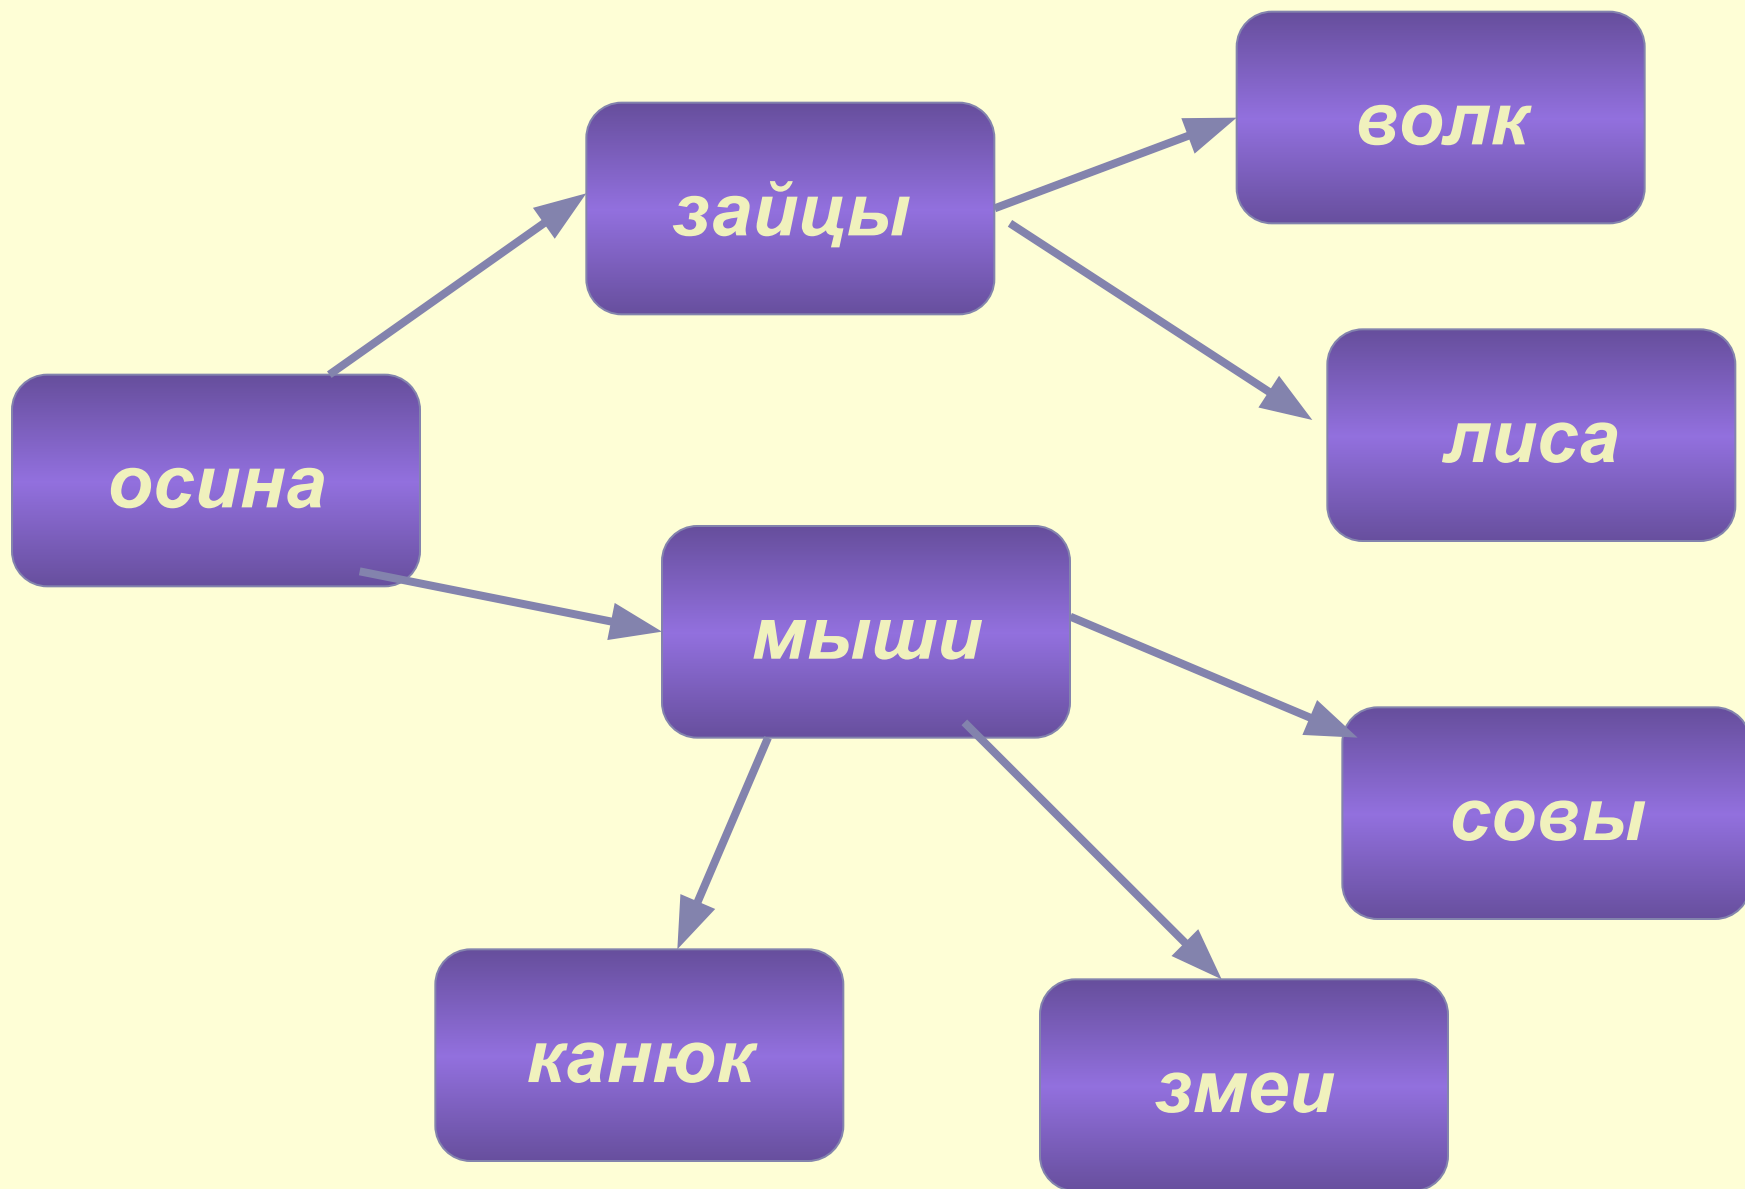 волк
зайцы
лиса
осина
мыши
совы
канюк
змеи